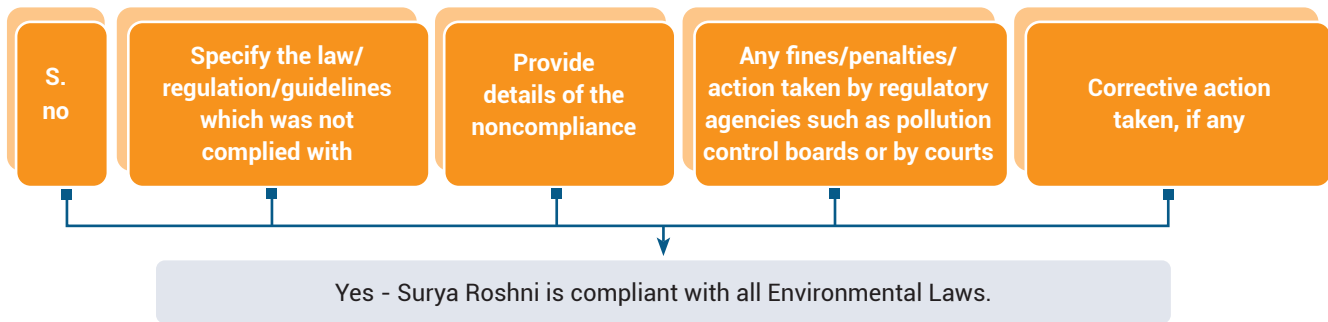 S.
no
Specify the law/
regulation/guidelines
which was not
complied with
Provide
details of the
noncompliance
Any fines/penalties/
action taken by regulatory
agencies such as pollution
control boards or by courts
Corrective action
taken, if any
Yes - Surya Roshni is compliant with all Environmental Laws.